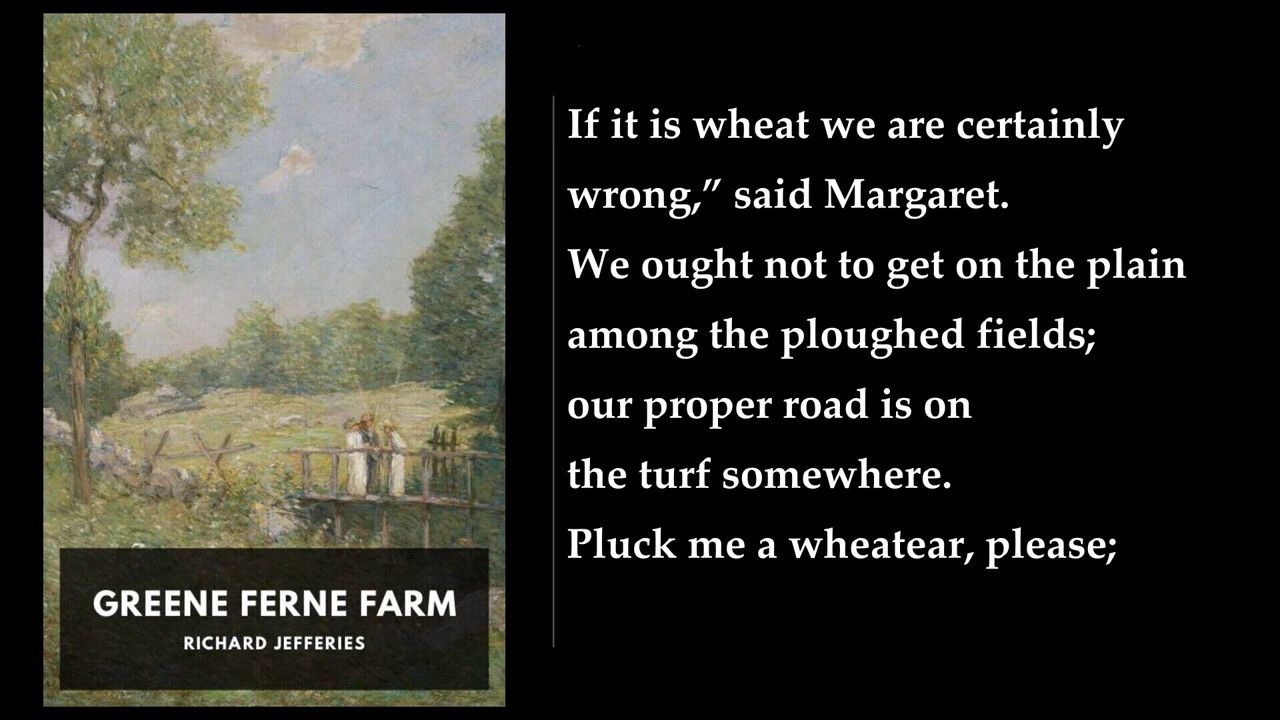 If it is wheat we are certainly
wrong,” said Margaret.
We ought not to get on the plain
among the ploughed fields;
our proper road is on
the turf somewhere.
Pluck me a wheatear, please;
GREENE FERNE FARM
RICHARD JEFFERIES